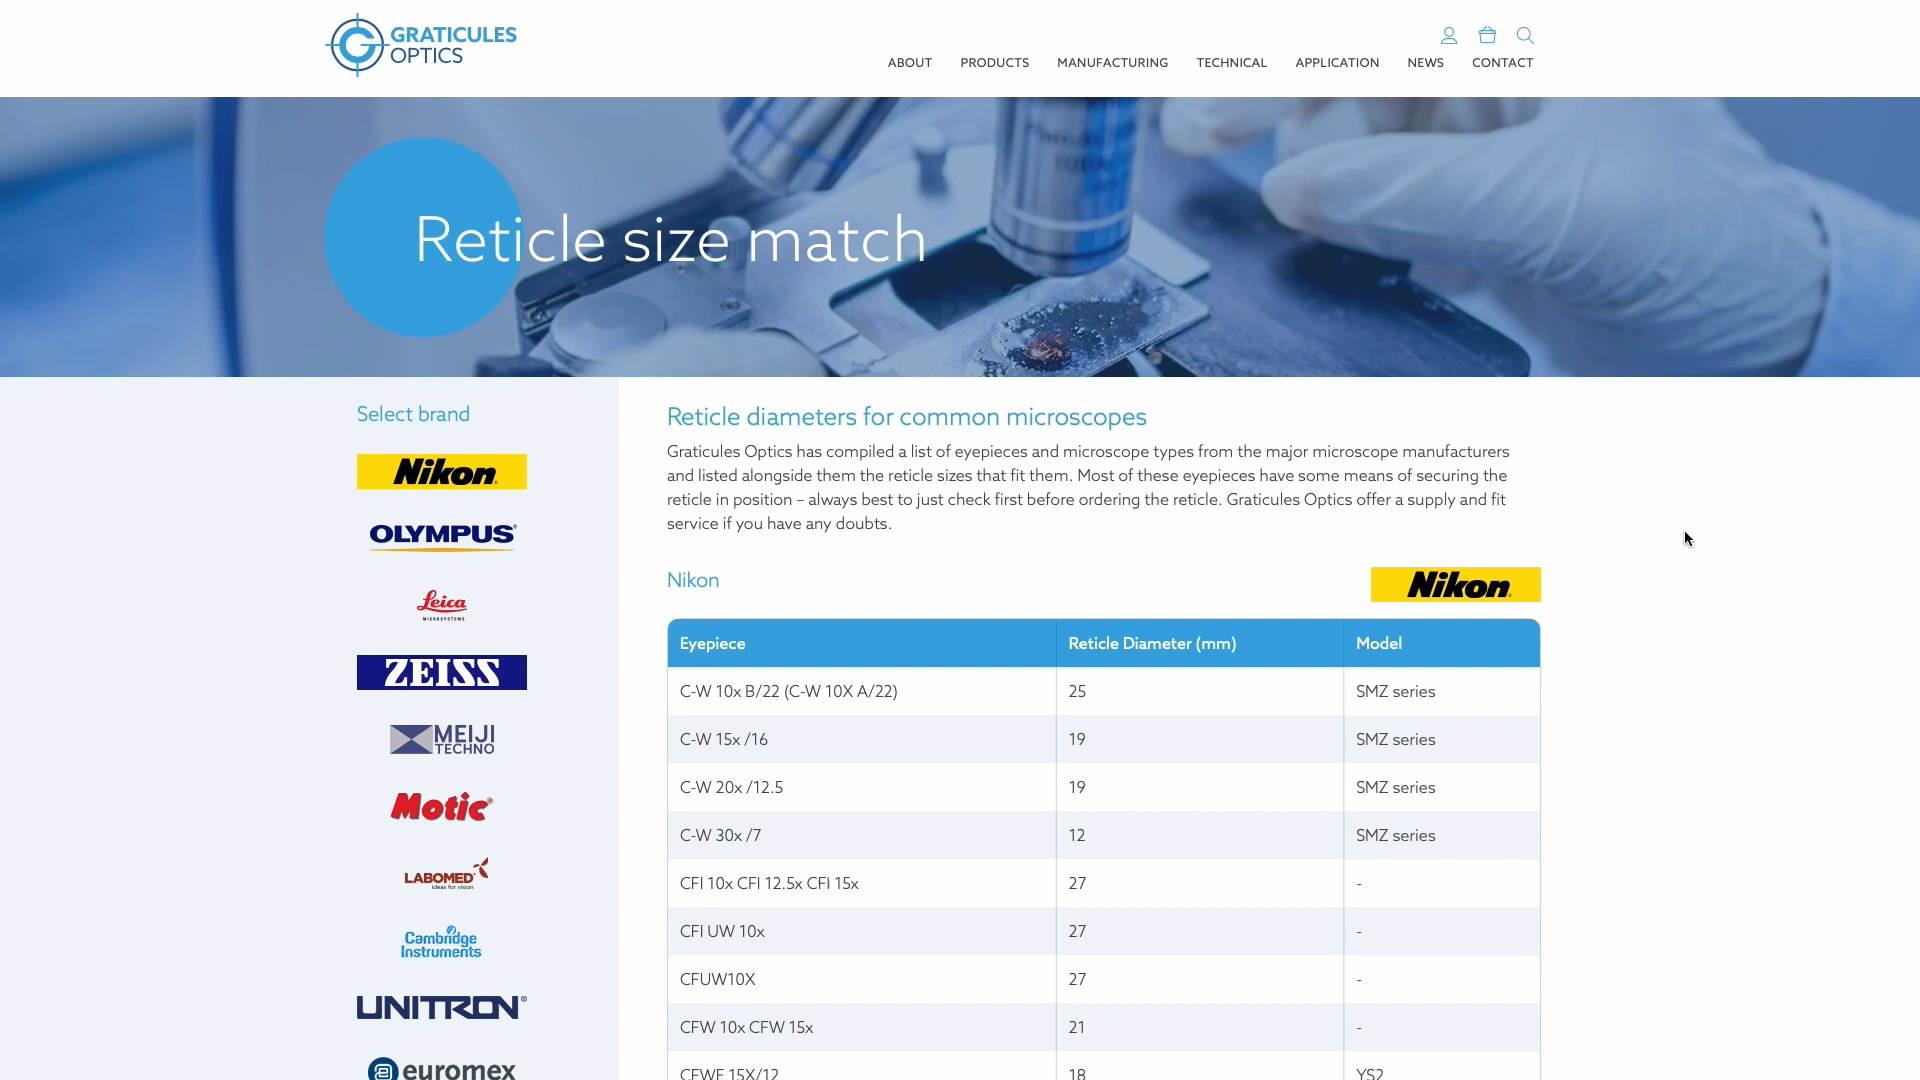 GRATICULES
OPTICS
ABOUT PRODUCTS MANUFACTURING TECHNICAL APPLICATION NEWS CONTACT
Reticle size match
Select brand
Nikon
OLYMPUS®
Leica
MICROSYSTEMS
ZEISS
MEIJI
TECHNO
Motic®
LABOMED
ideas for vision
Cambridge
Instruments
UNITRON®
euromex
Reticle diameters for common microscopes
Graticules Optics has compiled a list of eyepieces and microscope types from the major microscope manufacturers
and listed alongside them the reticle sizes that fit them. Most of these eyepieces have some means of securing the
reticle in position – always best to just check first before ordering the reticle. Graticules Optics offer a supply and fit
service if you have any doubts.
Nikon
Nikon
Eyepiece Reticle Diameter (mm) Model
C-W 10x B/22 (C-W 10X A/22) 25 SMZ series
C-W 15x /16 19 SMZ series
C-W 20x /12.5 19 SMZ series
C-W 30x /7 12 SMZ series
CFI 10x CFI 12.5x CFI 15x 27 -
CFI UW 10x 27 -
CFUW10X 27 -
CFW 10x CFW 15x 21 -
CFWE 15X/12 18 YS2